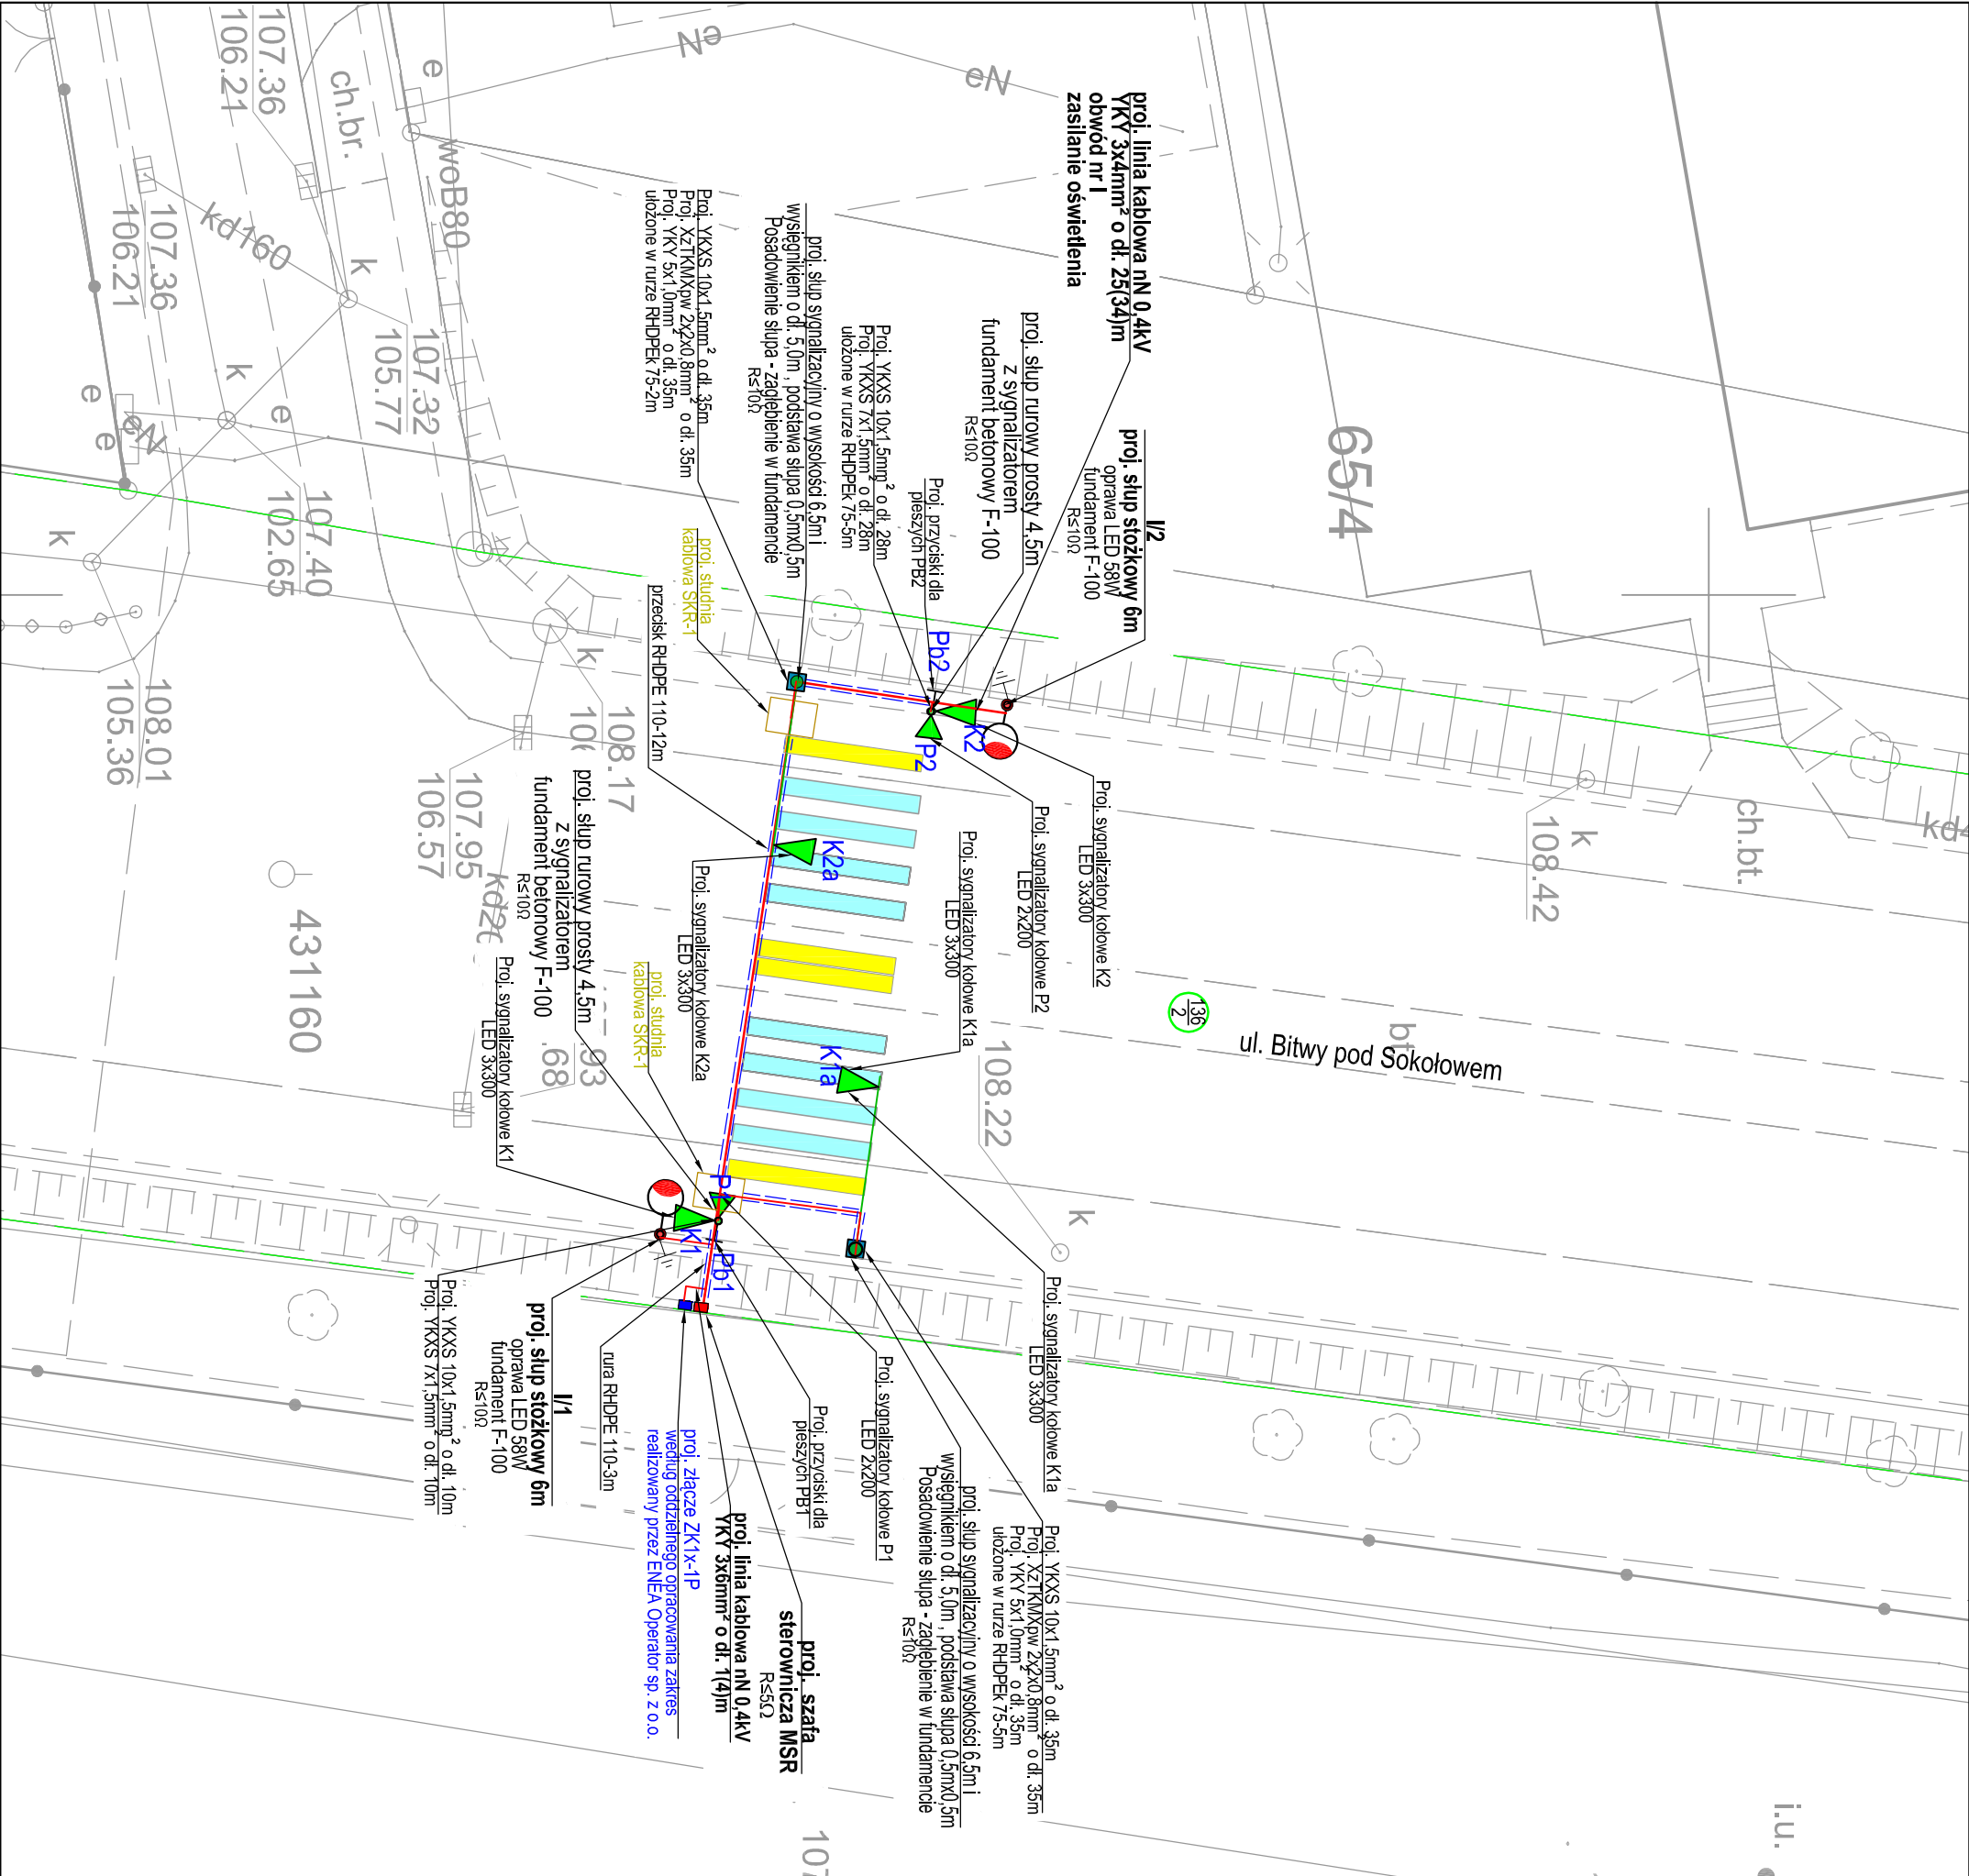 proj. linia kablowa nN 0,4kV
YKY 3x4mm² o dł. 25(34)m
obwód nr I
zasilanie oświetlenia
I/2
proj. słup stożkowy 6m
oprawa LED 58W
fundament F-100
R≤10Ω
proj. słup rurowy prosty 4,5m
z sygnalizatorem
fundament betonowy F-100
R≤10Ω
Proj. przyciski dla
pieszych PB2
Proj. YKXS 10x1,5mm² o dł. 28m
Proj. YKXS 7x1,5mm² o dł. 28m
ułożone w rurze RHDPEk 75-5m
proj. słup sygnalizacyjny o wysokości 6,5m i
wysięgnikiem o dł. 5,0m , podstawa słupa 0,5mx0,5m
Posadowienie słupa - zagłębienie w fundamencie
R≤10Ω
Proj. YKXS 10x1,5mm² o dł. 35m
Proj. XzTKMXpw 2x2x0,8mm² o dł. 35m
Proj. YKY 5x1,0mm² o dł. 35m
ułożone w rurze RHDPEk 75-2m
proj. studnia
kablowa SKR-1
przecisk RHDPE 110-12m
Pb2
K2
P2
K2a
K1a
P1
K1
Pb1
Proj. sygnalizatory kołowe K2
LED 3x300
Proj. sygnalizatory kołowe P2
LED 2x200
Proj. sygnalizatory kołowe K1a
LED 3x300
Proj. sygnalizatory kołowe K2a
LED 3x300
proj. studnia
kablowa SKR-1
proj. słup rurowy prosty 4,5m
z sygnalizatorem
fundament betonowy F-100
R≤10Ω
Proj. sygnalizatory kołowe K1
LED 3x300
136
2
ul. Bitwy pod Sokołowem
Proj. sygnalizatory kołowe K1a
LED 3x300
Proj. YKXS 10x1,5mm² o dł. 35m
Proj. XzTKMXpw 2x2x0,8mm² o dł. 35m
Proj. YKY 5x1,0mm² o dł. 35m
ułożone w rurze RHDPEk 75-5m
proj. słup sygnalizacyjny o wysokości 6,5m i
wysięgnikiem o dł. 5,0m , podstawa słupa 0,5mx0,5m
Posadowienie słupa - zagłębienie w fundamencie
R≤10Ω
Proj. sygnalizatory kołowe P1
LED 2x200
Proj. przyciski dla
pieszych PB1
proj. szafa
sterownicza MSR
R≤5Ω
proj. linia kablowa nN 0,4kV
YKY 3x6mm² o dł. 1(4)m
proj. złącze ZK1x-1P
według oddzielnego opracowania zakres
realizowany przez ENEA Operator sp. z o.o.
rura RHDPE 110-3m
I/1
proj. słup stożkowy 6m
oprawa LED 58W
fundament F-100
R≤10Ω
Proj. YKXS 10x1,5mm² o dł. 10m
Proj. YKXS 7x1,5mm² o dł. 10m
65/4
eN
eN
e
woB80
ch.br.
107.36
106.21
107.36
106.21
kd160
k
k
e
e
e
eN
107.32
105.77
107.40
102.65
k
108.01
105.36
k
108.17
107.95
106.57
431160
.68
108.22
k
bt
ch.bt.
k
108.42
i.u.
107